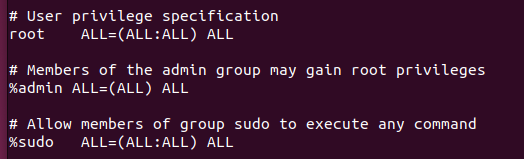 # User privilege specification
root    ALL=(ALL:ALL) ALL
# Members of the admin group may gain root privileges
%admin ALL=(ALL) ALL
# Allow members of group sudo to execute any command
%sudo   ALL=(ALL:ALL) ALL